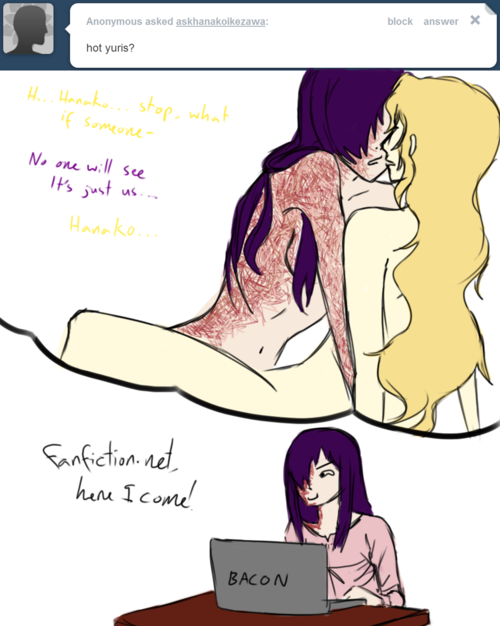 Anonymous asked askhanakoikezawa:
block answer
hot yuris?
H... Hanako.... stop, what
if someone-
No one will see
It's just us...
Hanako...
Fanfiction.net,
here I come!
BACON